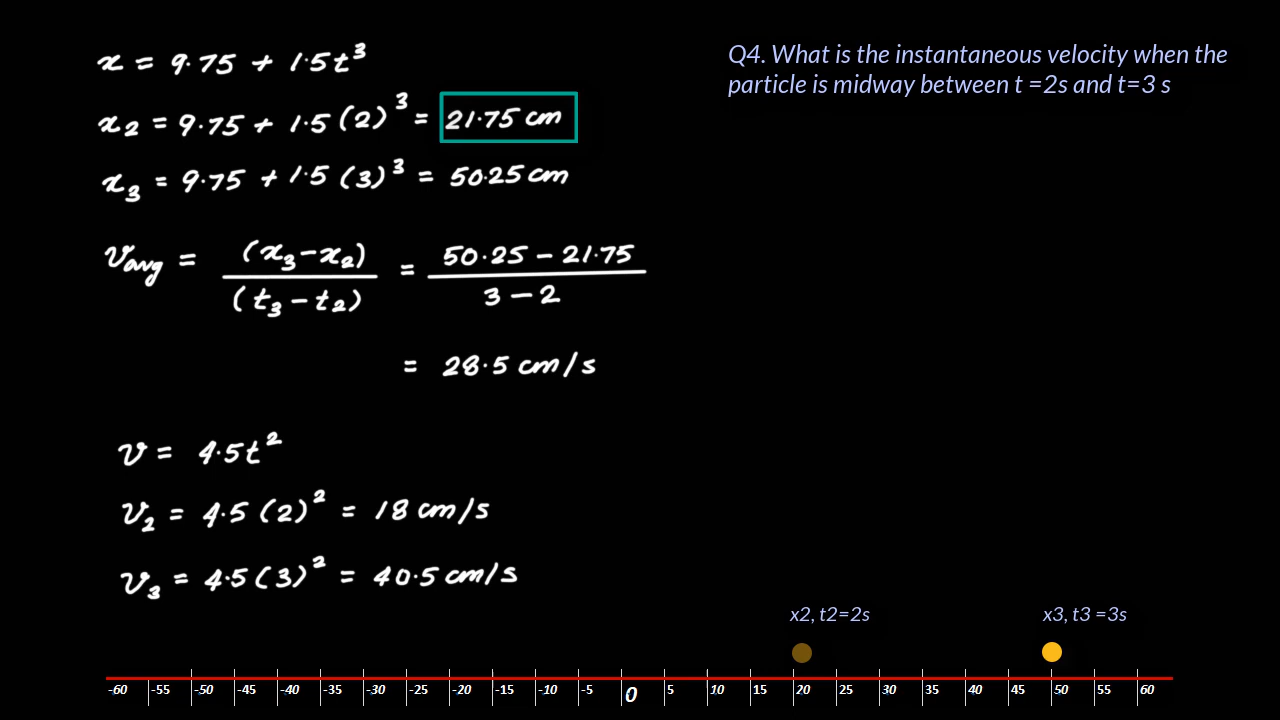 x = 9.75 + 1.5t³
x₂ = 9.75 + 1.5(2)³ = 21.75 cm
x₃ = 9.75 + 1.5(3)³ = 50.25 cm
v_avg = (x₃-x₂) / (t₃-t₂) = 50.25 - 21.75 / 3 - 2
= 28.5 cm/s
v = 4.5t²
v₂ = 4.5(2)² = 18 cm/s
v₃ = 4.5(3)² = 40.5 cm/s
Q4. What is the instantaneous velocity when the
particle is midway between t =2s and t=3 s
x2, t2=2s x3, t3 =3s
-60 -55 -50 -45 -40 -35 -30 -25 -20 -15 -10 -5 0 5 10 15 20 25 30 35 40 45 50 55 60